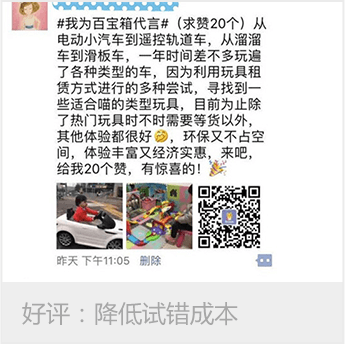 #我为百宝箱代言#（求赞20个）从
电动小汽车到遥控轨道车，从溜溜
车到滑板车，一年时间差不多玩遍
了各种类型的车，因为利用玩具租
赁方式进行的多种尝试，寻找到一
些适合喵的类型玩具，目前为止除
了热门玩具时不时需要等货以外，
其他体验都很好🤣，环保又不占空
间，体验丰富又经济实惠，来吧，
给我20个赞，有惊喜的！🎉
昨天 下午11:05 删除
好评：降低试错成本